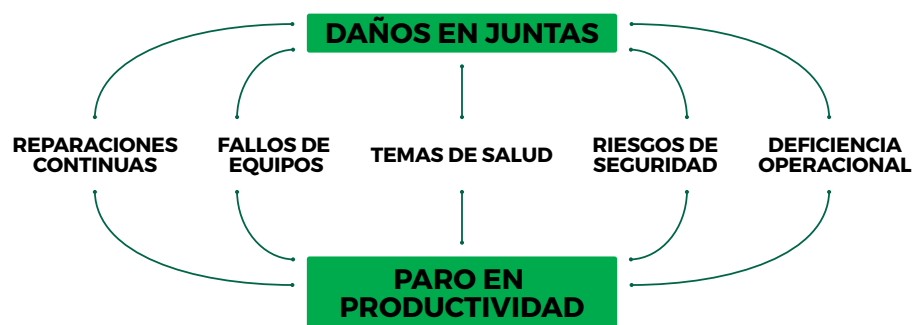 DAÑOS EN JUNTAS
REPARACIONES
CONTINUAS
FALLOS DE
EQUIPOS
TEMAS DE SALUD
RIESGOS DE
SEGURIDAD
DEFICIENCIA
OPERACIONAL
PARO EN
PRODUCTIVIDAD